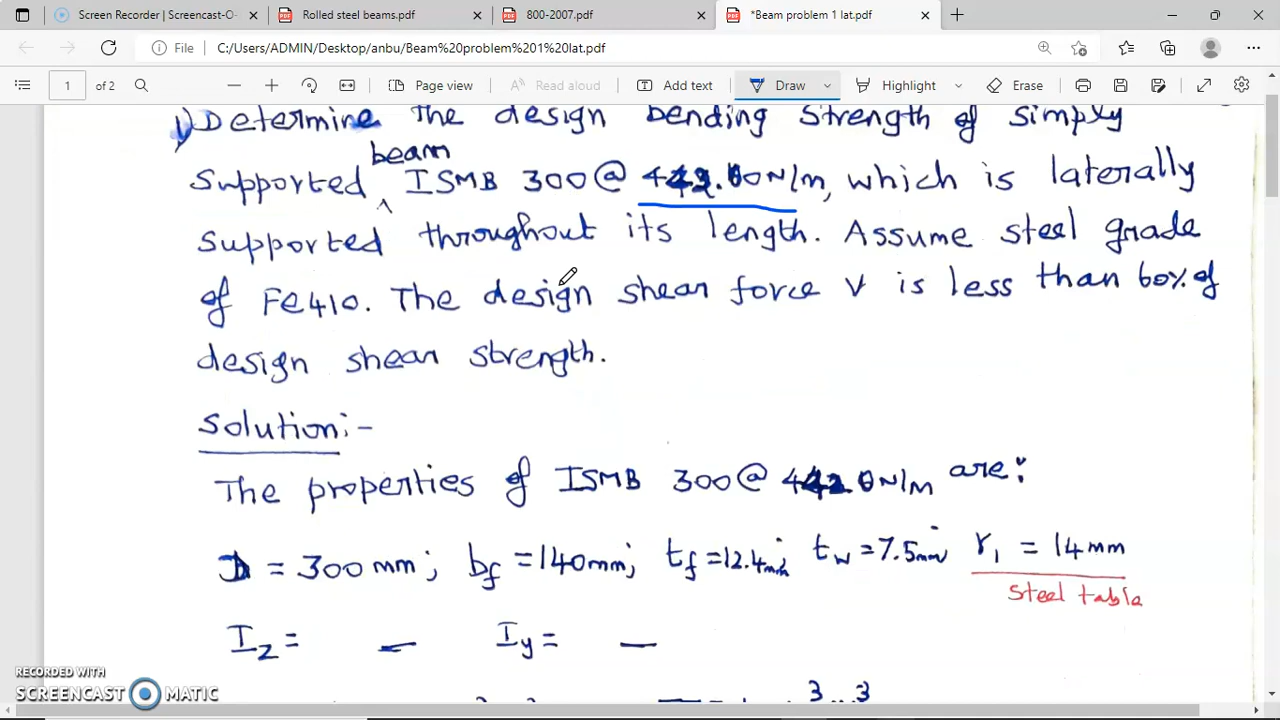 Screen Recorder | Screencast-O-
Rolled steel beams.pdf
800-2007.pdf
*Beam problem 1 lat.pdf
File
C:/Users/ADMIN/Desktop/anbu/Beam%20problem%201%20lat.pdf
1 of 2
Page view
Read aloud
Add text
Draw
Highlight
Erase
1) Determine the design bending strength of simply
beam
supported ^ ISMB 300 @ N/m, which is laterally
supported throughout its length. Assume steel grade
of Fe410. The design shear force V is less than 60% of
design shear strength.
Solution:-
The properties of ISMB 300 @ N/m are:
D = 300 mm; bf = 140mm; tf = 12.4mm; tw = 7.5mm; r1 = 14mm
steel table
Iz = — Iy = —
RECORDED WITH
SCREENCAST MATIC